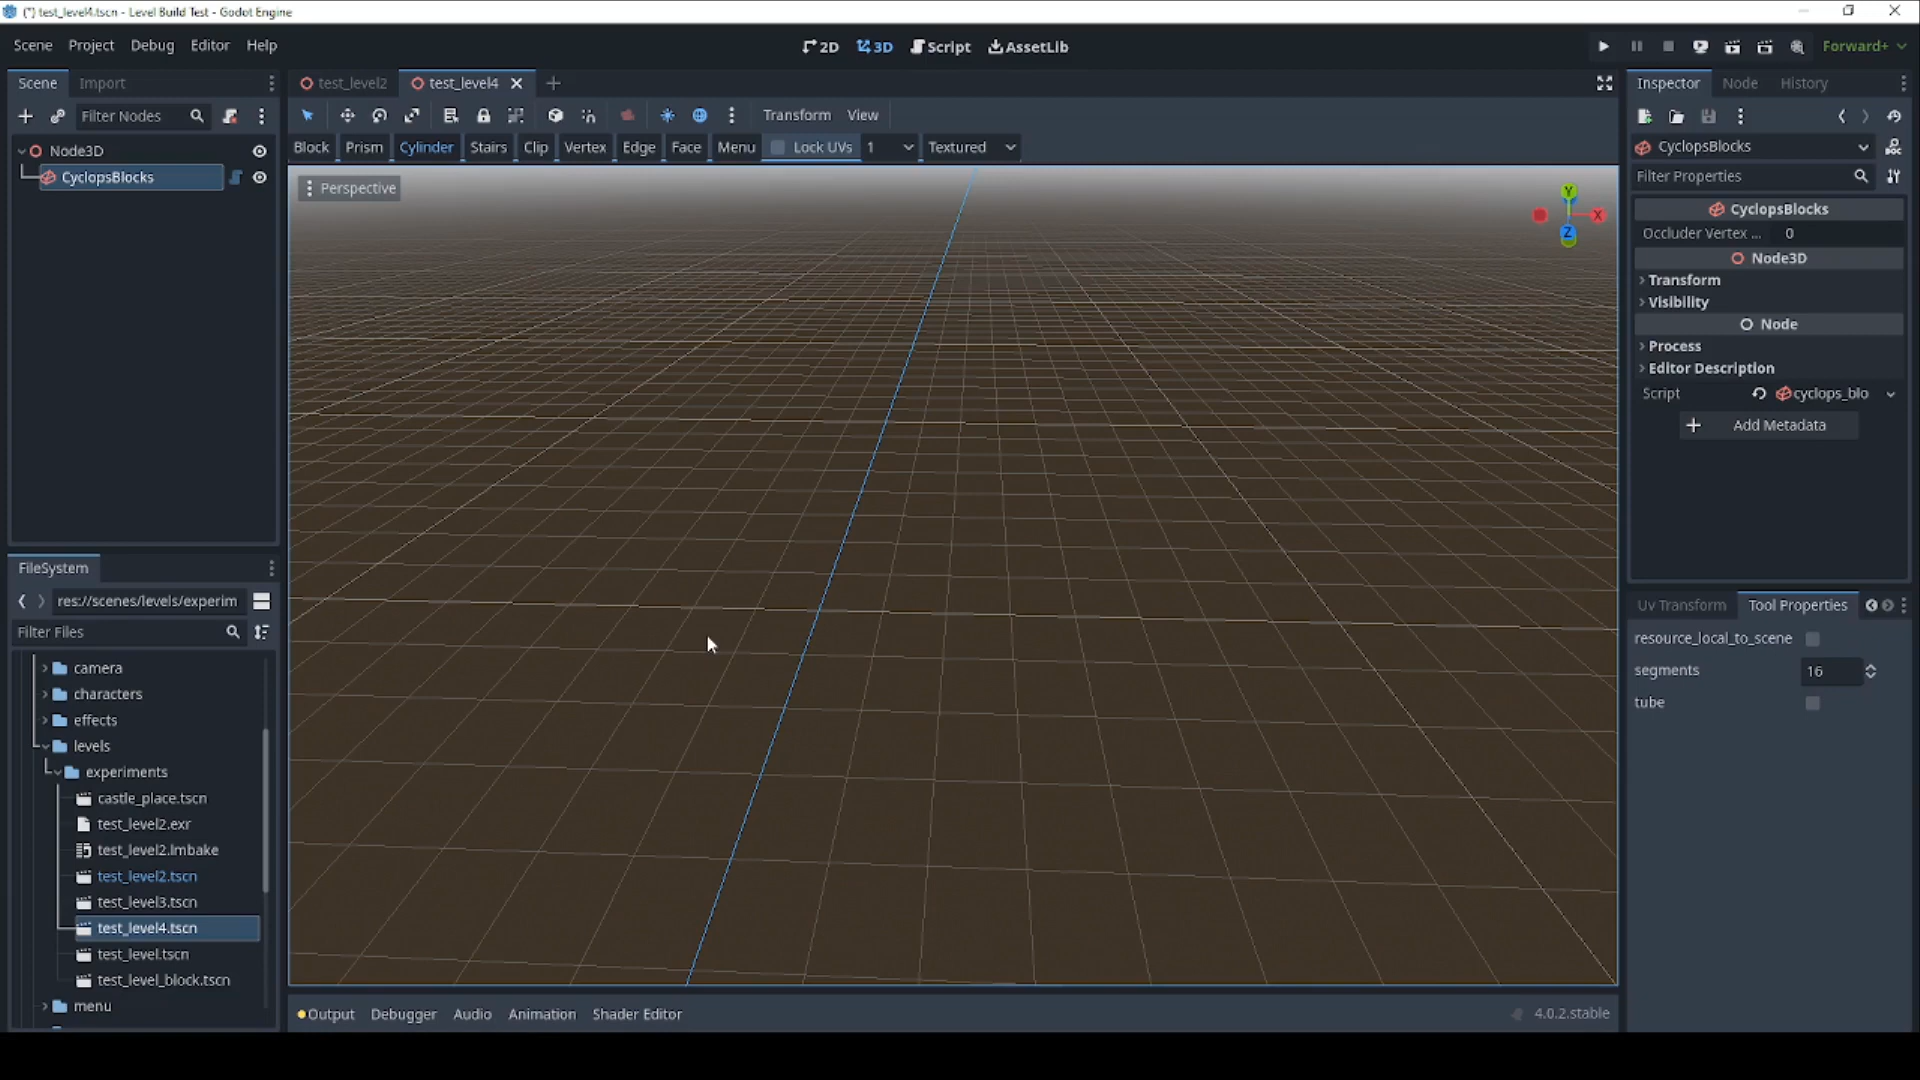 (*) test_level4.tscn - Level Build Test - Godot Engine
Scene Project Debug Editor Help
2D 3D Script AssetLib
Forward+
Scene Import
test_level2 test_level4
Inspector Node History
Filter Nodes
Transform View
Block Prism Cylinder Stairs Clip Vertex Edge Face Menu Lock UVs 1 Textured
CyclopsBlocks
Node3D
CyclopsBlocks
Filter Properties
Perspective
Y
X
Z
CyclopsBlocks
Occluder Vertex ... 0
Node3D
Transform
Visibility
Node
Process
Editor Description
Script cyclops_blo
Add Metadata
FileSystem
res://scenes/levels/experim
Filter Files
camera
characters
effects
levels
experiments
castle_place.tscn
test_level2.exr
test_level2.lmbake
test_level2.tscn
test_level3.tscn
test_level4.tscn
test_level.tscn
test_level_block.tscn
menu
Uv Transform Tool Properties
resource_local_to_scene
segments 16
tube
Output Debugger Audio Animation Shader Editor
4.0.2.stable